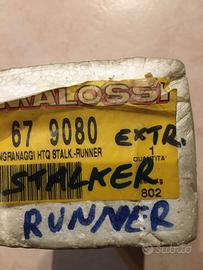 MALOSSI
67 9080
EXTR.
INGRANAGGI HTQ STALK.-RUNNER
1
QUANTITA'
STALKER
802
RUNNER
Subito